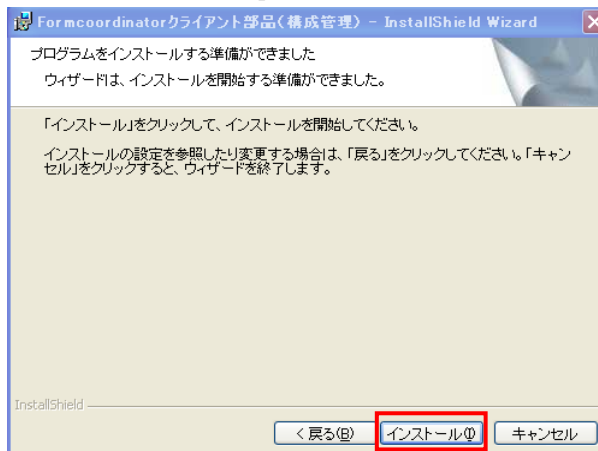 Formcoordinatorクライアント部品(構成管理) - InstallShield Wizard
プログラムをインストールする準備ができました
ウィザードは、インストールを開始する準備ができました。
「インストール」をクリックして、インストールを開始してください。
インストールの設定を参照したり変更する場合は、「戻る」をクリックしてください。「キャン
セル」をクリックすると、ウィザードを終了します。
InstallShield
< 戻る(B) インストール(I) キャンセル